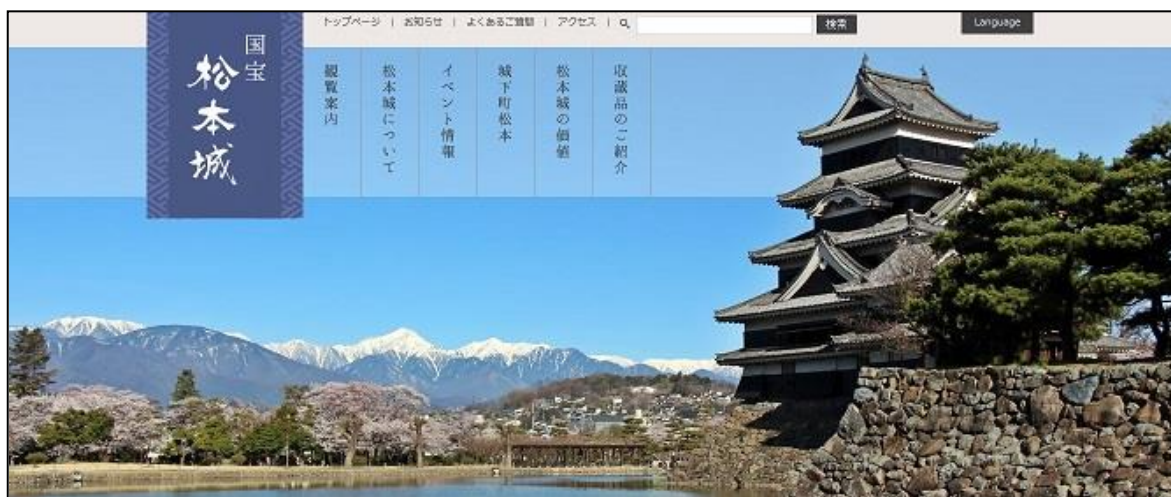 トップページ | お知らせ | よくあるご質問 | アクセス |
検索
Language
国宝
松本城
観覧案内
松本城について
イベント情報
城下町松本
松本城の価値
収蔵品のご紹介